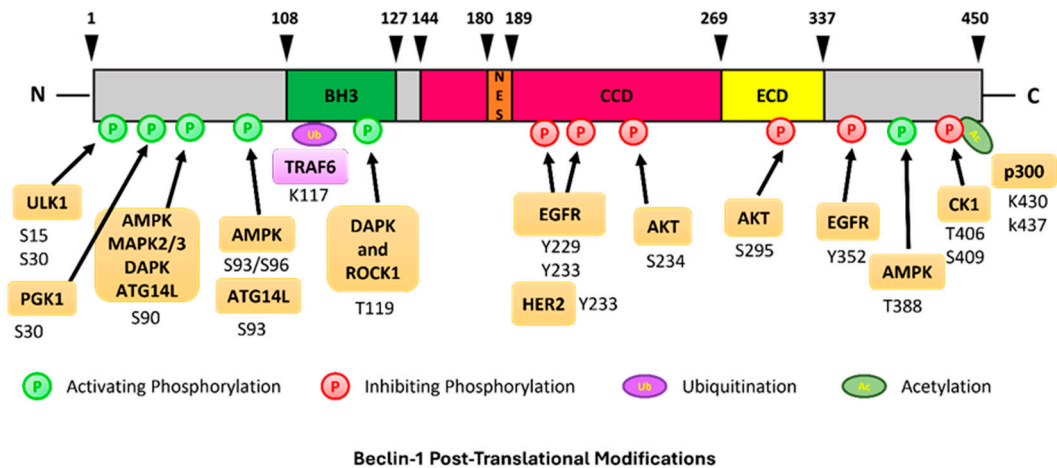 1 108 127 144 180 189 269 337 450
N BH3 NES CCD ECD C
P P P P Ub P P P P P P P P Ac
TRAF6
K117
ULK1
S15
S30
PGK1
S30
AMPK
MAPK2/3
DAPK
ATG14L
S90
AMPK
S93/S96
ATG14L
S93
DAPK
and
ROCK1
T119
EGFR
Y229
Y233
HER2 Y233
AKT
S234
AKT
S295
EGFR
Y352
AMPK
T388
CK1
T406
S409
p300
K430
k437
P Activating Phosphorylation P Inhibiting Phosphorylation Ub Ubiquitination Ac Acetylation
Beclin-1 Post-Translational Modifications